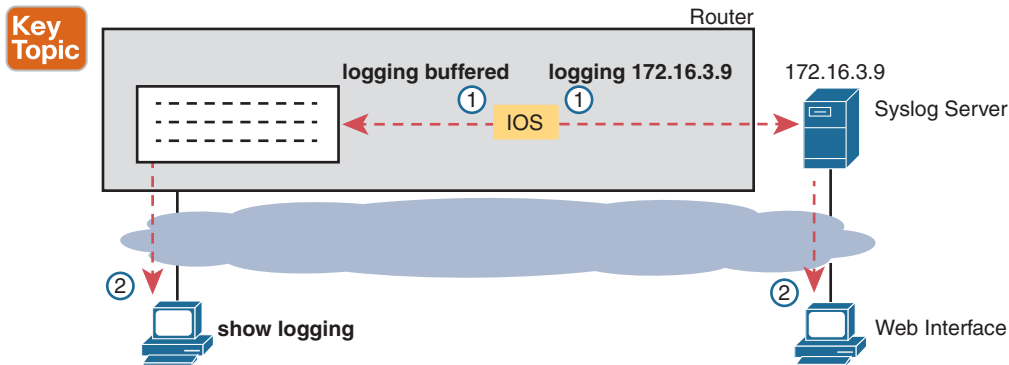 Key
Topic
Router
logging buffered
logging 172.16.3.9
172.16.3.9
1
1
IOS
Syslog Server
2
2
show logging
Web Interface